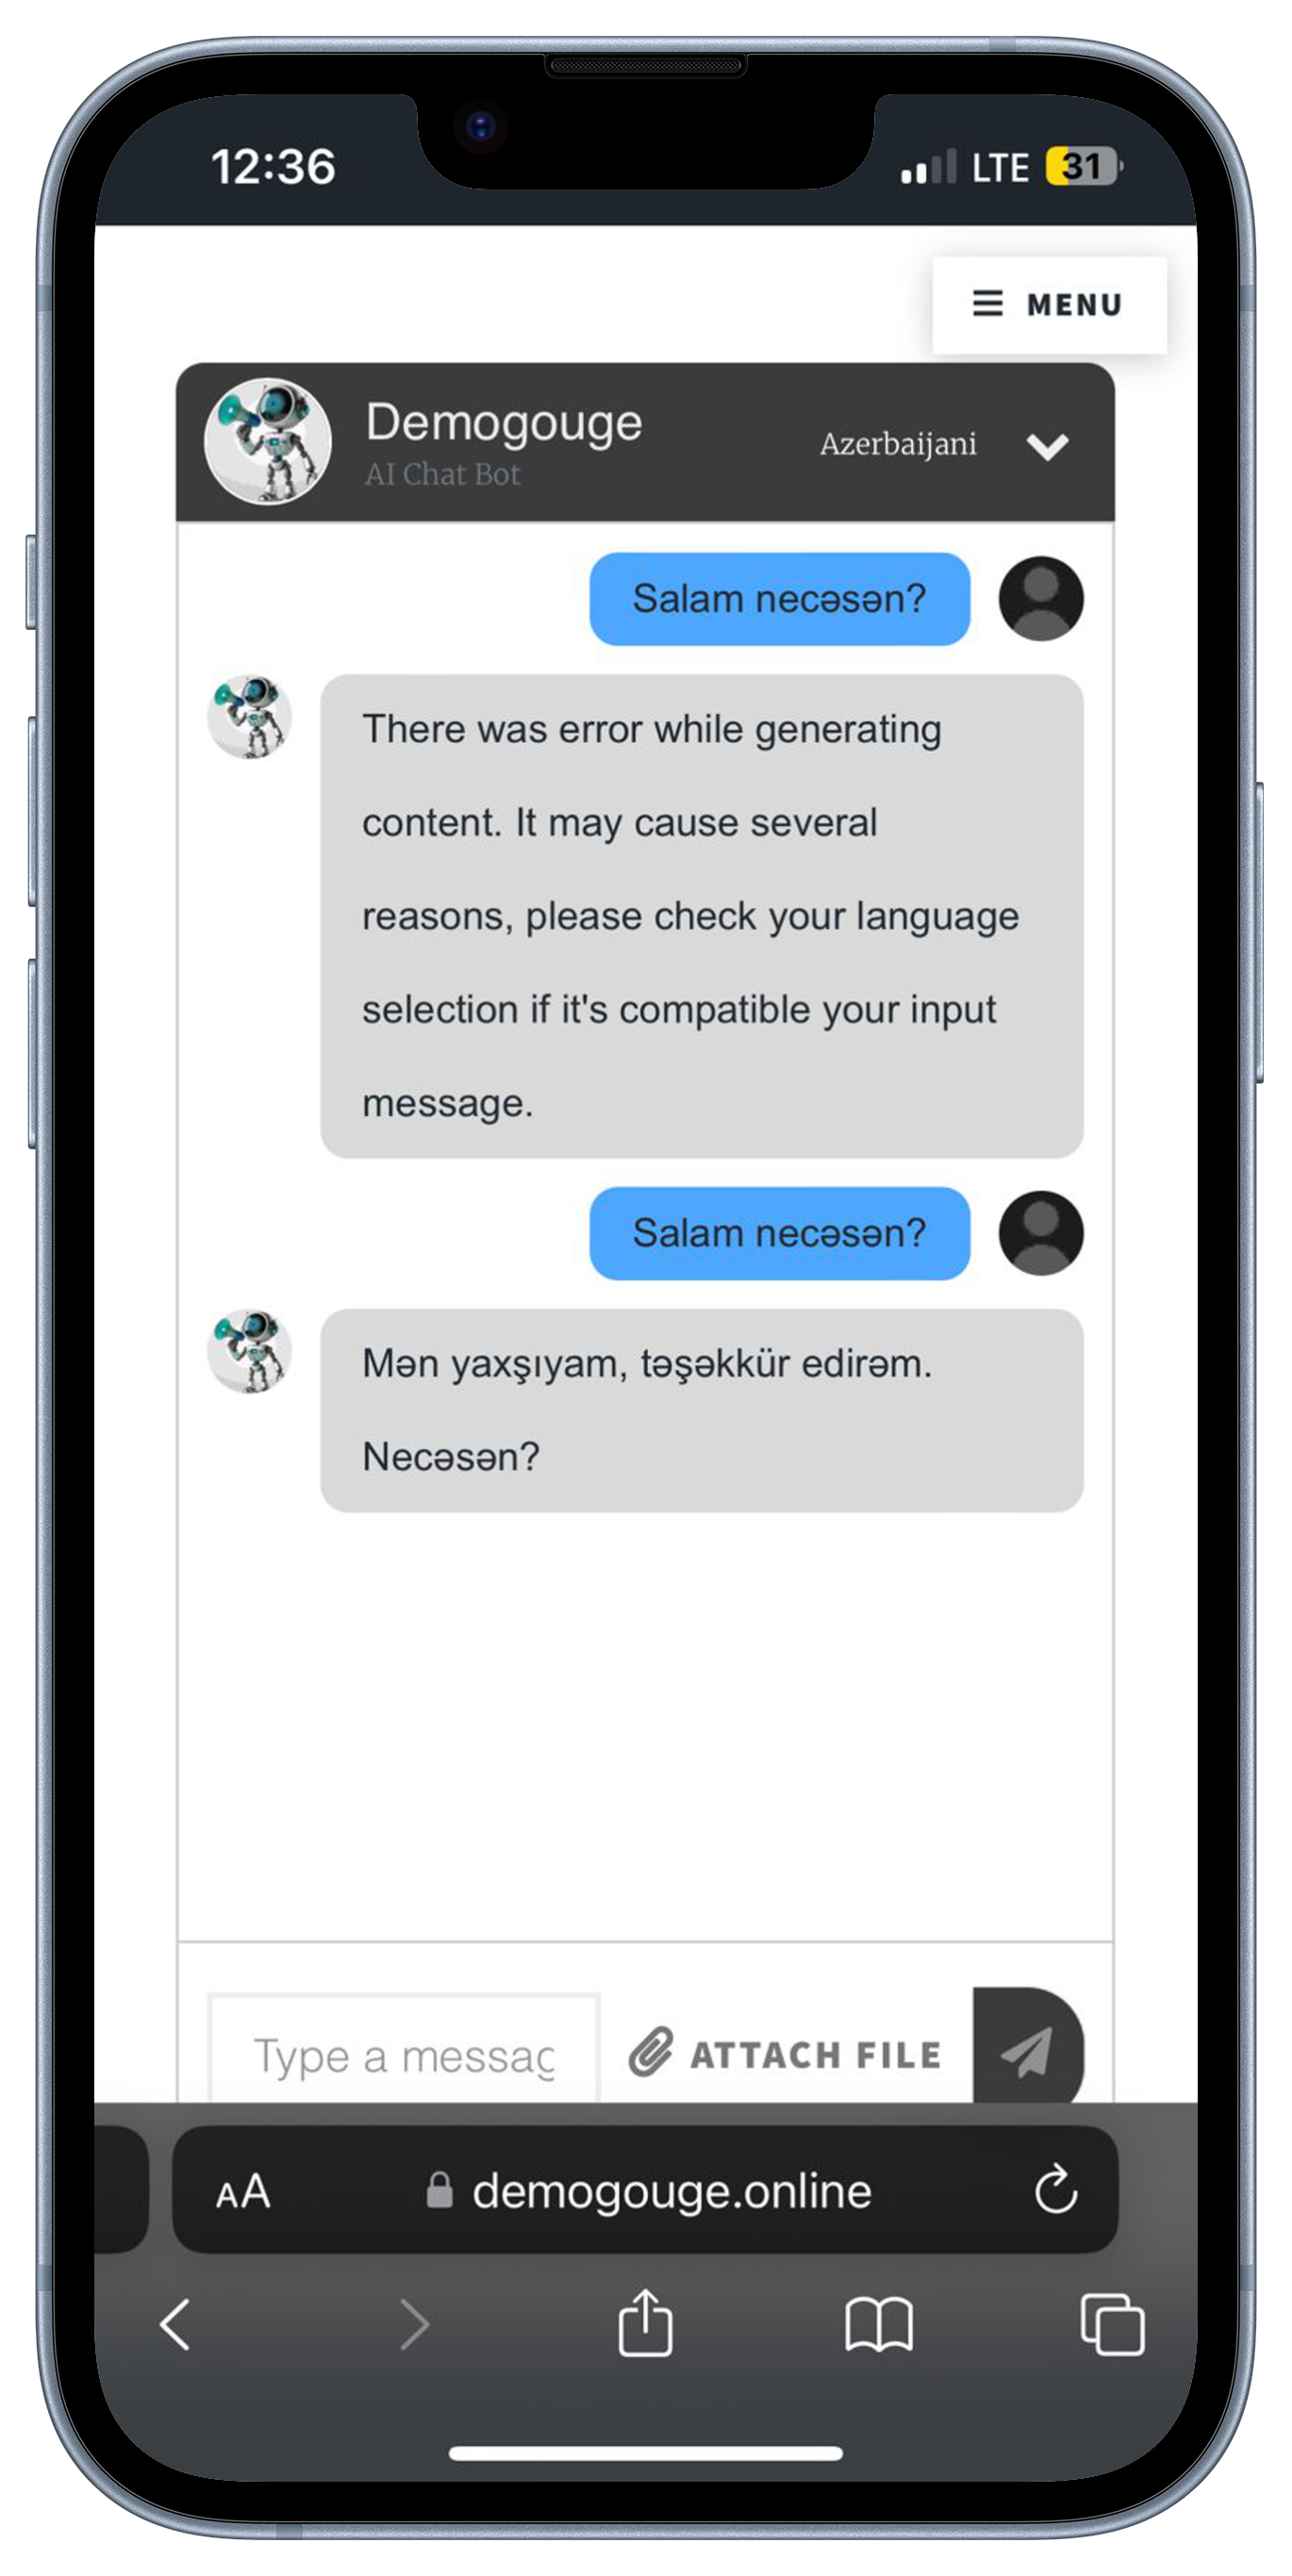 12:36
LTE 31
MENU
Demogouge
AI Chat Bot
Azerbaijani
Salam necəsən?
There was error while generating
content. It may cause several
reasons, please check your language
selection if it's compatible your input
message.
Salam necəsən?
Mən yaxşıyam, təşəkkür edirəm.
Necəsən?
Type a messag
ATTACH FILE
AA
demogouge.online